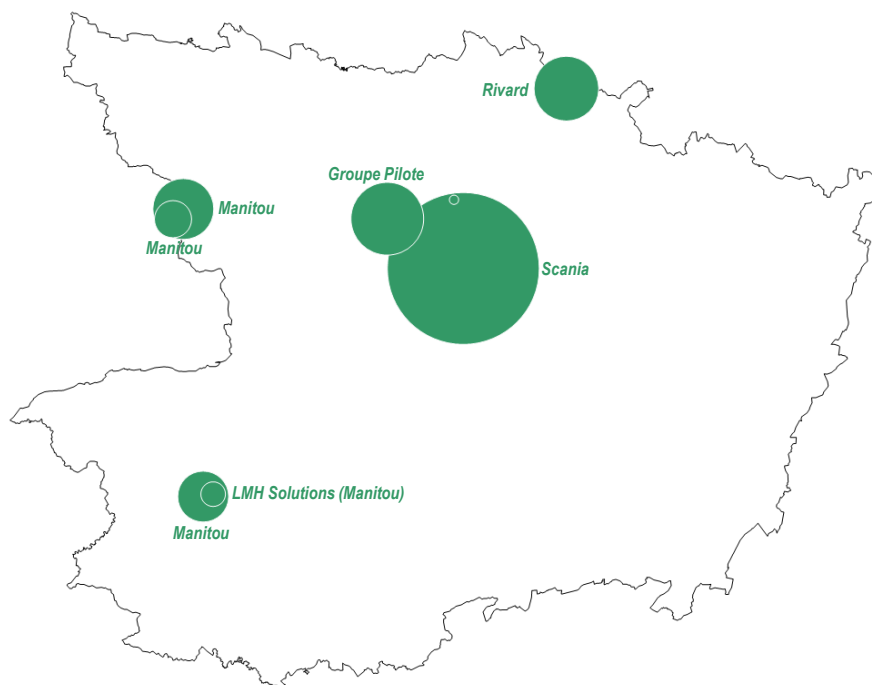 Rivard
Groupe Pilote
Manitou
Manitou
Scania
LMH Solutions (Manitou)
Manitou